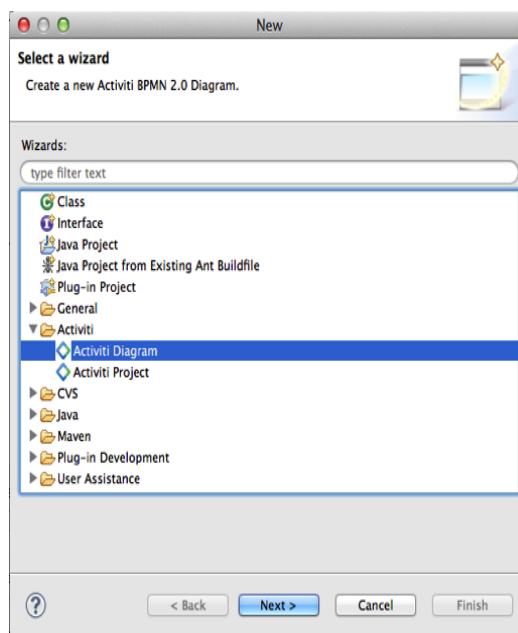 New
Select a wizard
Create a new Activiti BPMN 2.0 Diagram.
Wizards:
type filter text
Class
Interface
Java Project
Java Project from Existing Ant Buildfile
Plug-in Project
General
Activiti
Activiti Diagram
Activiti Project
CVS
Java
Maven
Plug-in Development
User Assistance
? < Back Next > Cancel Finish